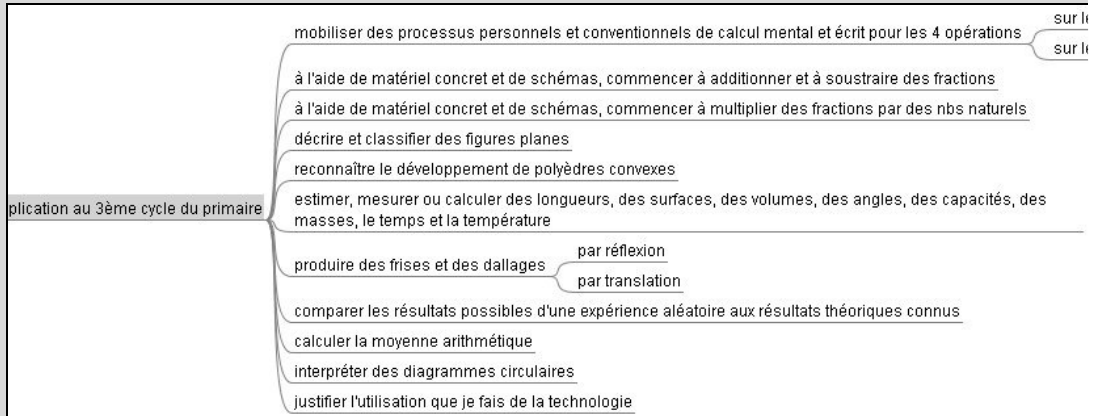 sur
mobiliser des processus personnels et conventionnels de calcul mental et écrit pour les 4 opérations
sur
à l'aide de matériel concret et de schémas, commencer à additionner et à soustraire des fractions
à l'aide de matériel concret et de schémas, commencer à multiplier des fractions par des nbs naturels
décrire et classifier des figures planes
reconnaître le développement de polyèdres convexes
plication au 3ème cycle du primaire
estimer, mesurer ou calculer des longueurs, des surfaces, des volumes, des angles, des capacités, des
masses, le temps et la température
produire des frises et des dallages
par réflexion
par translation
comparer les résultats possibles d'une expérience aléatoire aux résultats théoriques connus
calculer la moyenne arithmétique
interpréter des diagrammes circulaires
justifier l'utilisation que je fais de la technologie